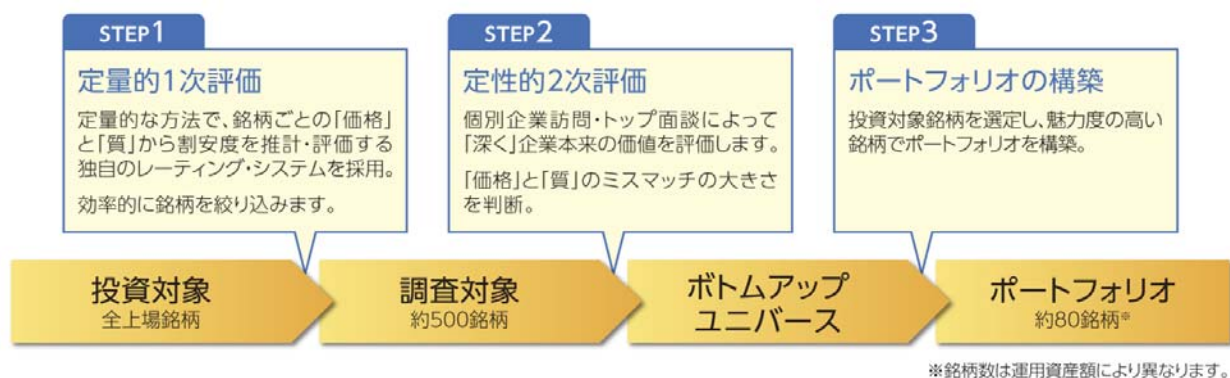 STEP1
定量的1次評価
定量的な方法で、銘柄ごとの「価格」
と「質」から割安度を推計・評価する
独自のレーティング・システムを採用。
効率的に銘柄を絞り込みます。
STEP2
定性的2次評価
個別企業訪問・トップ面談によって
「深く」企業本来の価値を評価します。
「価格」と「質」のミスマッチの大きさ
を判断。
STEP3
ポートフォリオの構築
投資対象銘柄を選定し、魅力度の高い
銘柄でポートフォリオを構築。
投資対象
全上場銘柄
調査対象
約500銘柄
ボトムアップ
ユニバース
ポートフォリオ
約80銘柄※
※銘柄数は運用資産額により異なります。